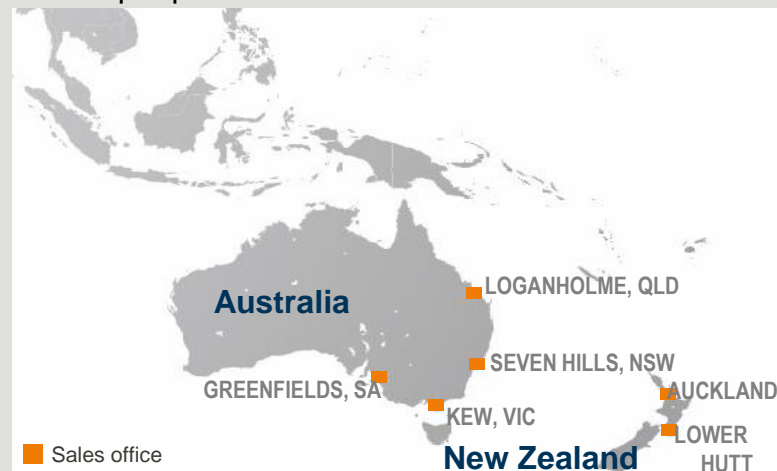 LOGANHOLME, QLD
Australia
SEVEN HILLS, NSW
GREENFIELDS, SA
AUCKLAND
KEW, VIC
LOWER
HUTT
New Zealand
Sales office